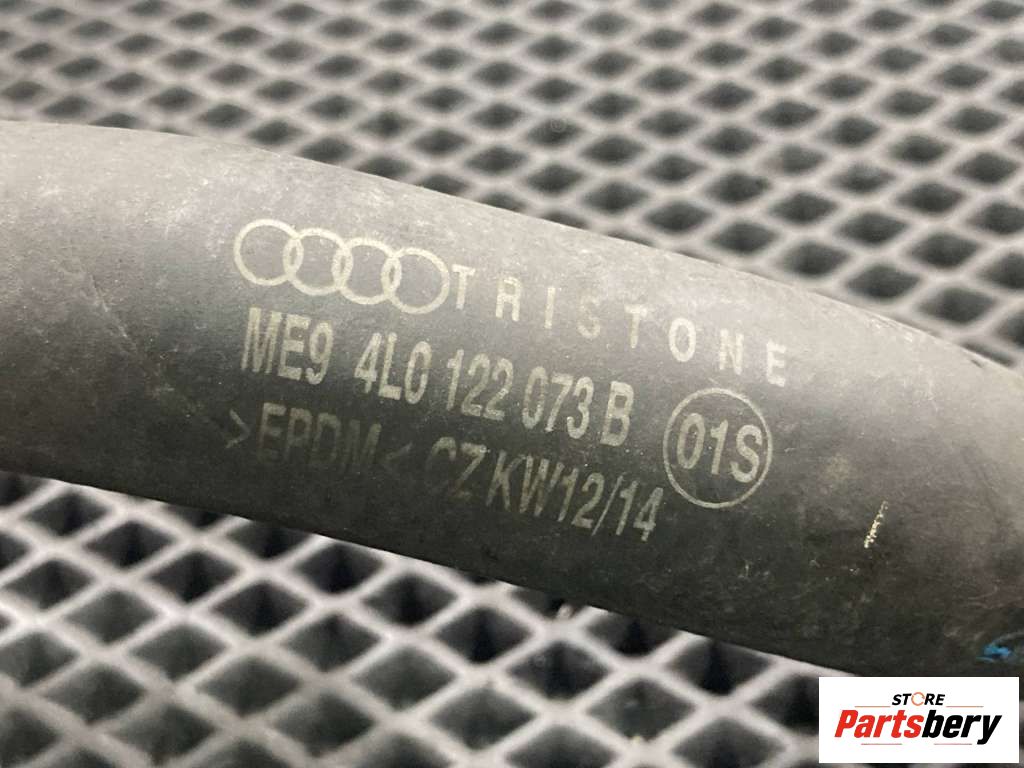 TRISTONE
ME9 4L0 122 073 B
01S
>EPDM< CZ KW12/14
STORE
Partsbery